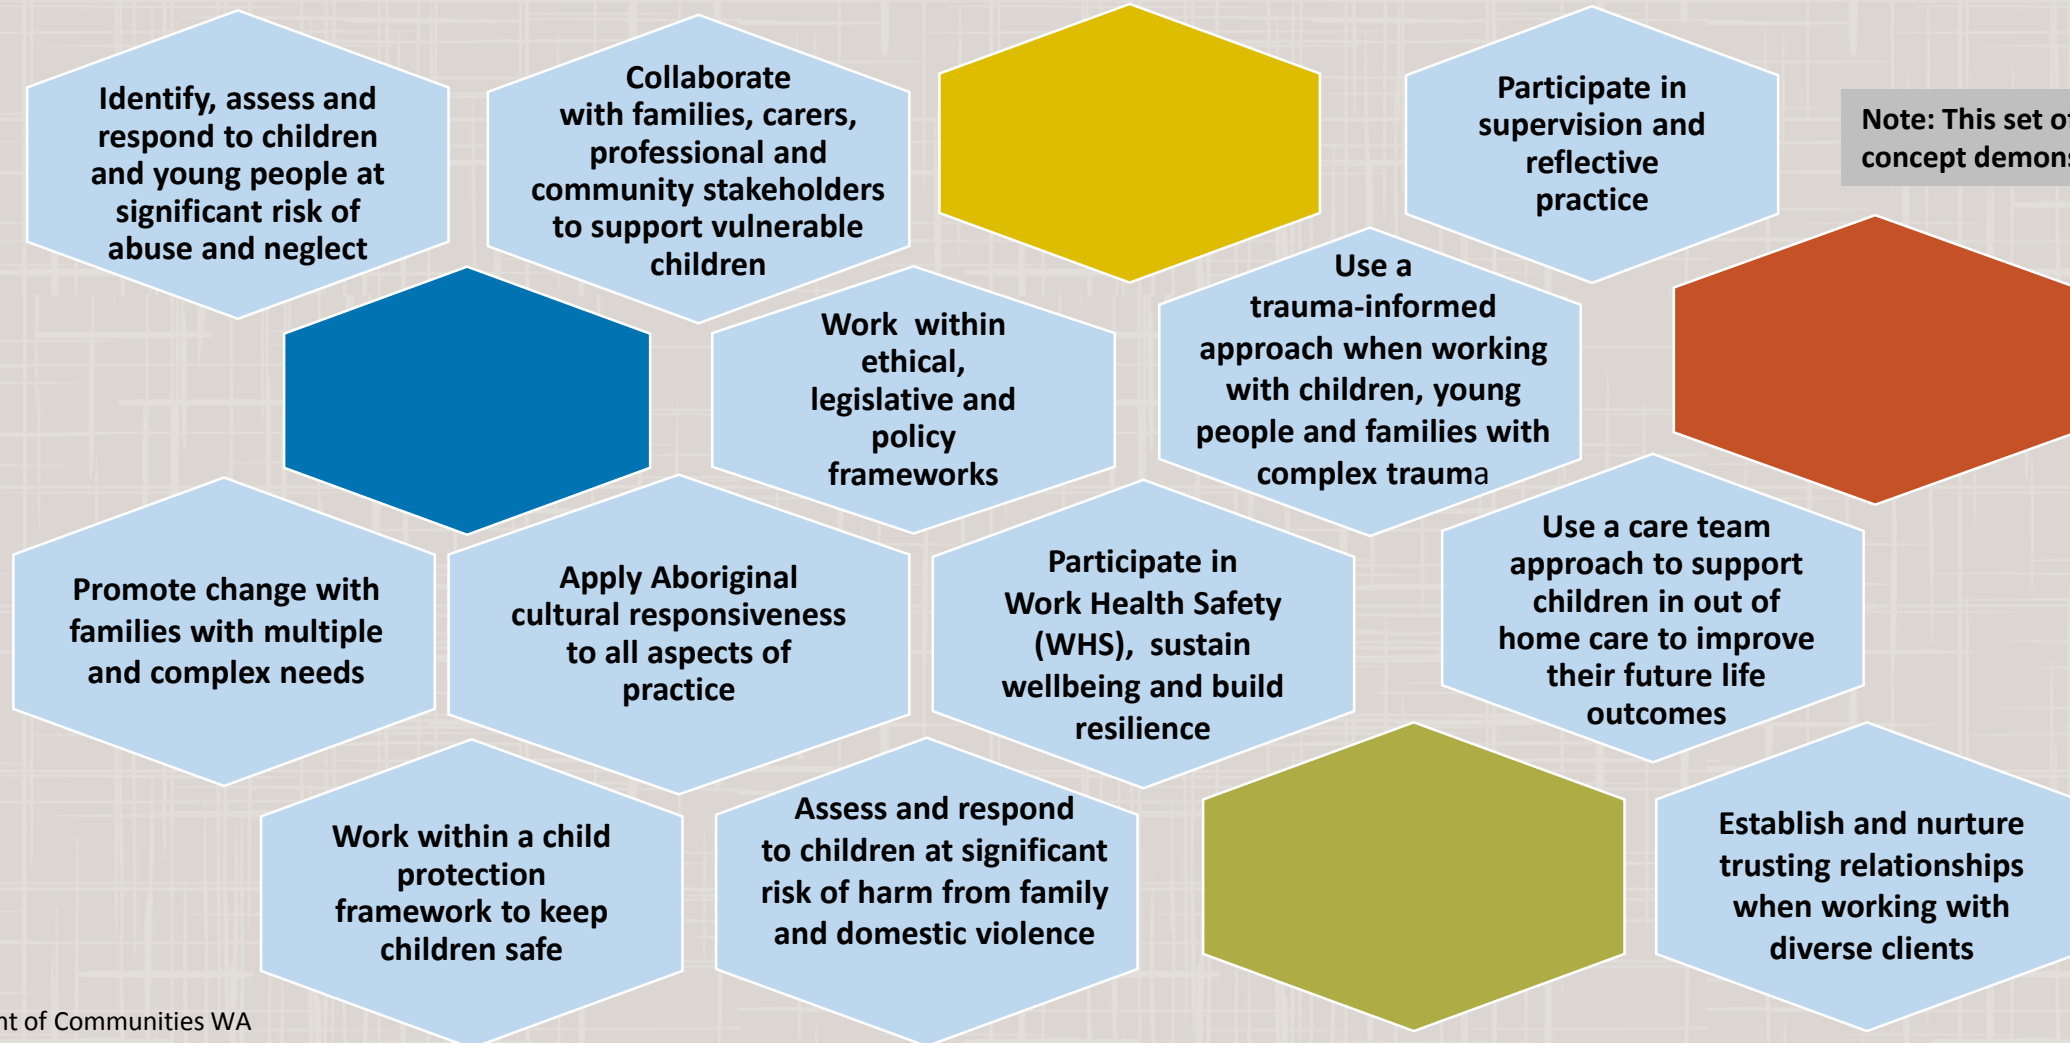 Identify, assess and
respond to children
and young people at
significant risk of
abuse and neglect
Collaborate
with families, carers,
professional and
community stakeholders
to support vulnerable
children
Participate in
supervision and
reflective
practice
Note: This set of
concept
Work within
ethical,
legislative and
policy
frameworks
Use a
trauma-informed
approach when working
with children, young
people and families with
complex trauma
Promote change with
families with multiple
and complex needs
Apply Aboriginal
cultural responsiveness
to all aspects of
practice
Participate in
Work Health Safety
(WHS), sustain
wellbeing and build
resilience
Use a care team
approach to support
children in out of
home care to improve
their future life
outcomes
Work within a child
protection
framework to keep
children safe
Assess and respond
to children at significant
risk of harm from family
and domestic violence
Establish and nurture
trusting relationships
when working with
diverse clients
of Communities WA